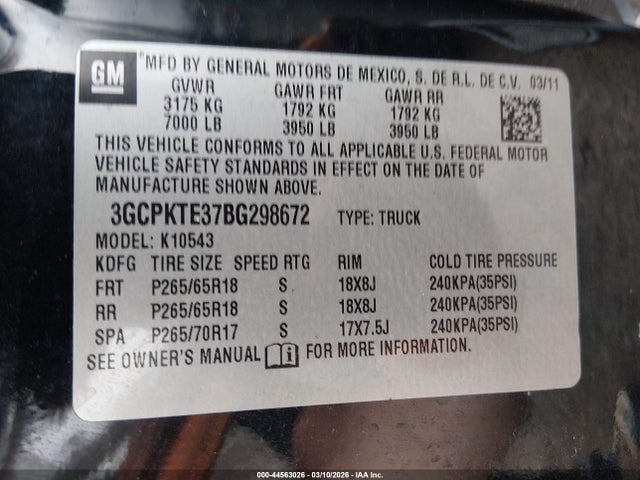 GM
MFD BY GENERAL MOTORS DE MEXICO, S. DE R.L. DE C.V. 03/11
GVWR GAWR FRT GAWR RR
3175 KG 1792 KG 1792 KG
7000 LB 3950 LB 3950 LB
THIS VEHICLE CONFORMS TO ALL APPLICABLE U.S. FEDERAL MOTOR
VEHICLE SAFETY STANDARDS IN EFFECT ON THE DATE OF
MANUFACTURE SHOWN ABOVE.
3GCPKTE37BG298672 TYPE: TRUCK
MODEL: K10543
KDFG TIRE SIZE SPEED RTG RIM COLD TIRE PRESSURE
FRT P265/65R18 S 18X8J 240KPA(35PSI)
RR P265/65R18 S 18X8J 240KPA(35PSI)
SPA P265/70R17 S 17X7.5J 240KPA(35PSI)
SEE OWNER'S MANUAL FOR MORE INFORMATION.
000-44563026 - 03/10/2026 - IAA Inc.